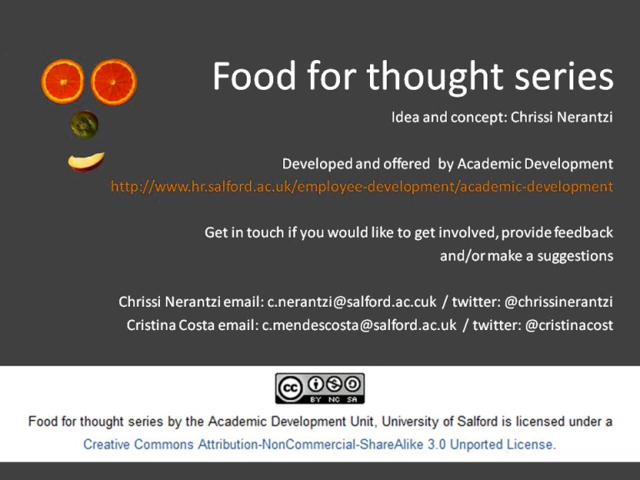 Food for thought series
Idea and concept: Chrissi Nerantzi
Developed and offered by Academic Development
http://www.hr.salford.ac.uk/employee-development/academic-development
Get in touch if you would like to get involved, provide feedback
and/or make a suggestions
Chrissi Nerantzi email: c.nerantzi@salford.ac.cuk / twitter: @chrissinerantzi
Cristina Costa email: c.mendescosta@salford.ac.uk / twitter: @cristinacost
cc BY NC SA
Food for thought series by the Academic Development Unit, University of Salford is licensed under a
Creative Commons Attribution-NonCommercial-ShareAlike 3.0 Unported License.